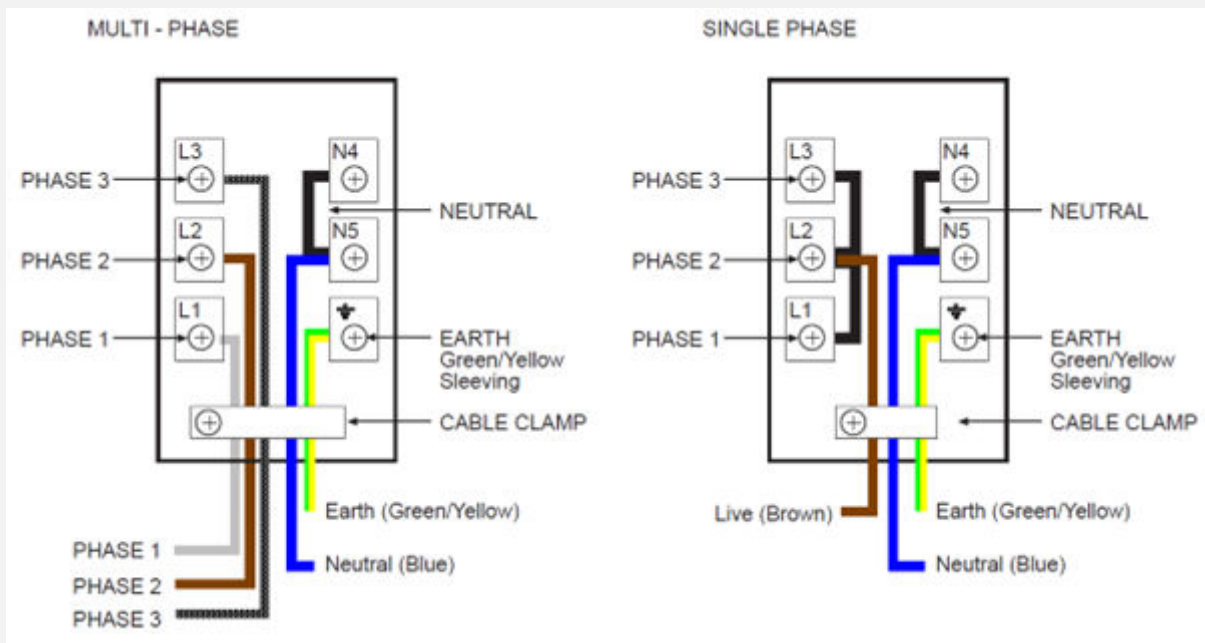 MULTI - PHASE
L3
N4
PHASE 3
NEUTRAL
L2
N5
PHASE 2
L1
PHASE 1
EARTH
Green/Yellow
Sleeving
CABLE CLAMP
Earth (Green/Yellow)
PHASE 1
Neutral (Blue)
PHASE 2
PHASE 3
SINGLE PHASE
L3
N4
PHASE 3
NEUTRAL
L2
N5
PHASE 2
L1
PHASE 1
EARTH
Green/Yellow
Sleeving
CABLE CLAMP
Live (Brown)
Earth (Green/Yellow)
Neutral (Blue)